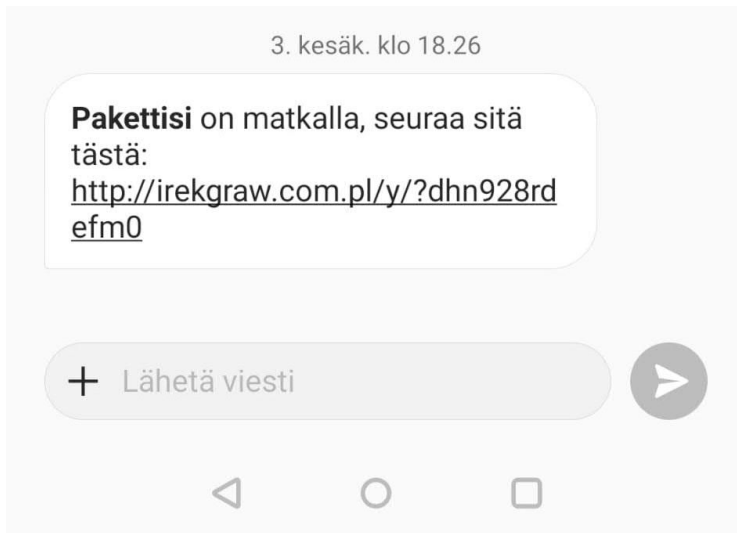 3. kesäk. klo 18.26
Pakettisi on matkalla, seuraa sitä
tästä:
http://irekgraw.com.pl/y/?dhn928rd
efm0
Lähetä viesti